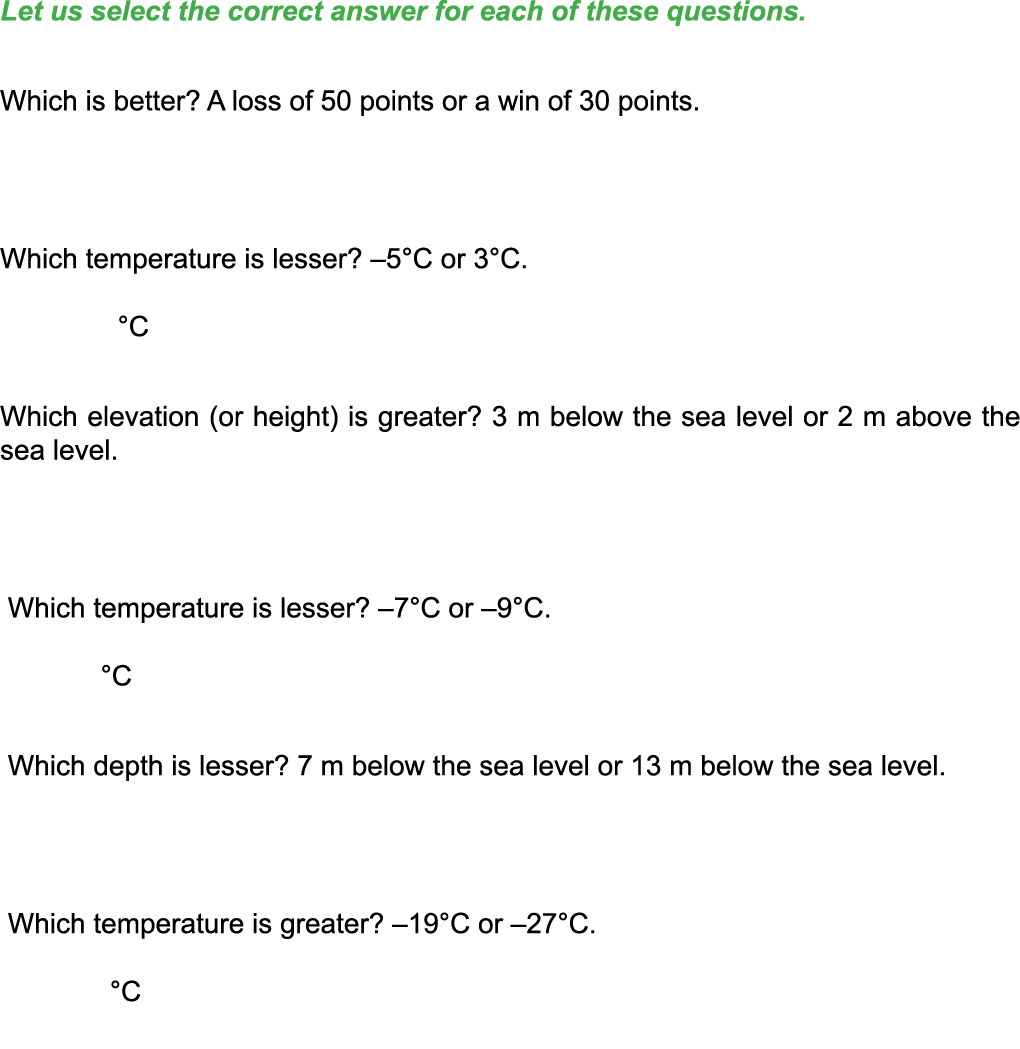 Let us select the correct answer for each of these questions.
Which is better? A loss of 50 points or a win of 30 points.
Which temperature is lesser? –5°C or 3°C.
°C
Which elevation (or height) is greater? 3 m below the sea level or 2 m above the
sea level.
Which temperature is lesser? –7°C or –9°C.
°C
Which depth is lesser? 7 m below the sea level or 13 m below the sea level.
Which temperature is greater? –19°C or –27°C.
°C